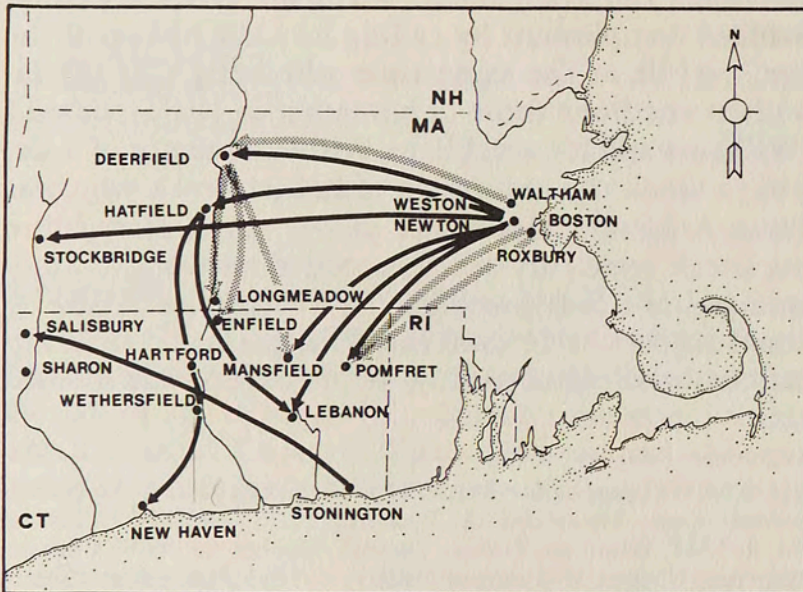 N
NH
MA
DEERFIELD
WALTHAM
WESTON
HATFIELD
NEWTON
BOSTON
ROXBURY
STOCKBRIDGE
LONGMEADOW
RI
SALISBURY
ENFIELD
HARTFORD
SHARON
MANSFIELD
POMFRET
WETHERSFIELD
LEBANON
STONINGTON
CT
NEW HAVEN